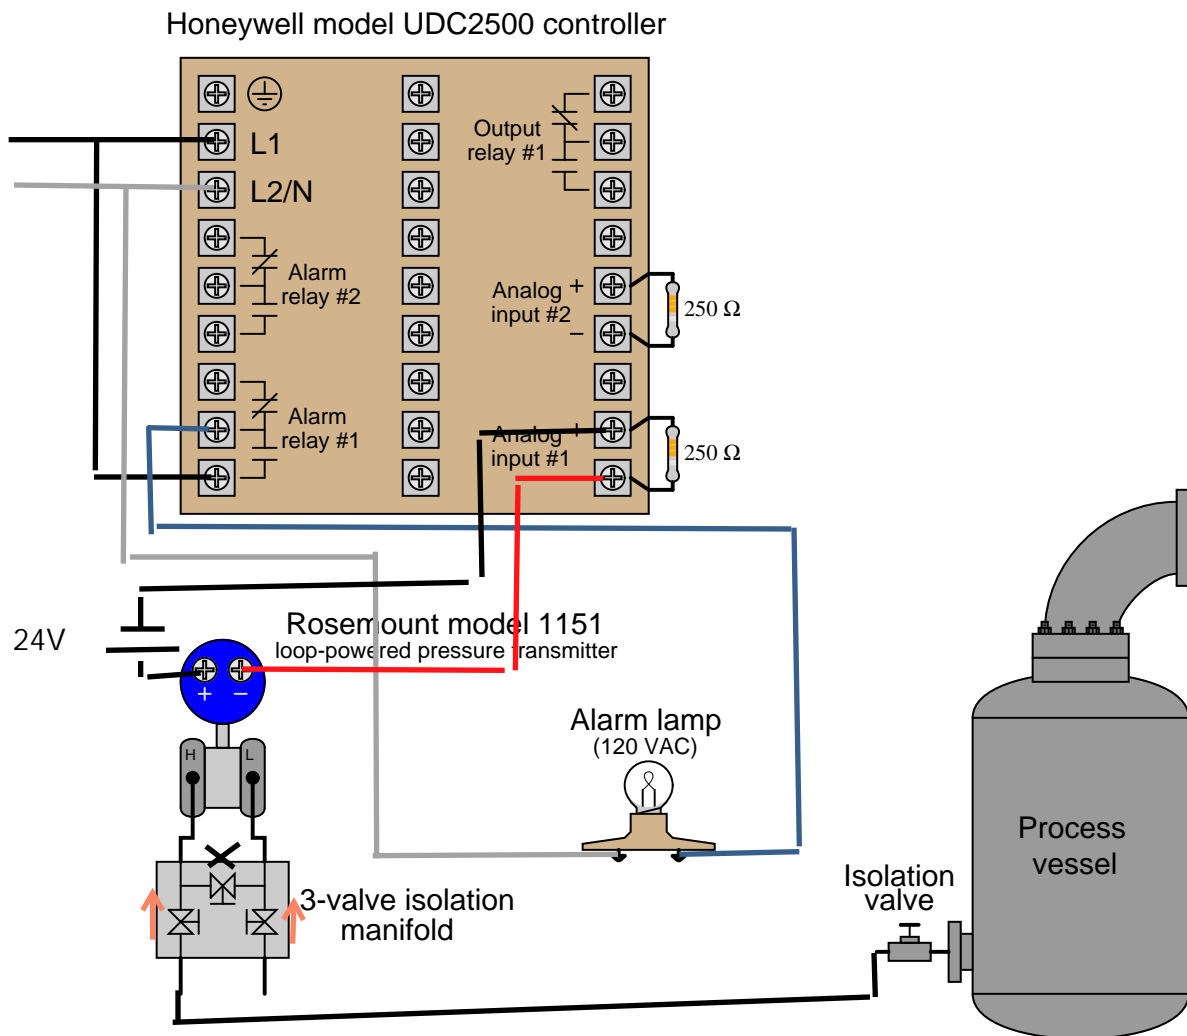 Honeywell model UDC2500 controller
L1
L2/N
Output
relay #1
Alarm
relay #2
Analog +
input #2 −
250 Ω
Alarm
relay #1
Analog +
input #1
250 Ω
24V
Rosemount model 1151
loop-powered pressure transmitter
+ −
H L
Alarm lamp
(120 VAC)
3-valve isolation
manifold
Isolation
valve
Process
vessel